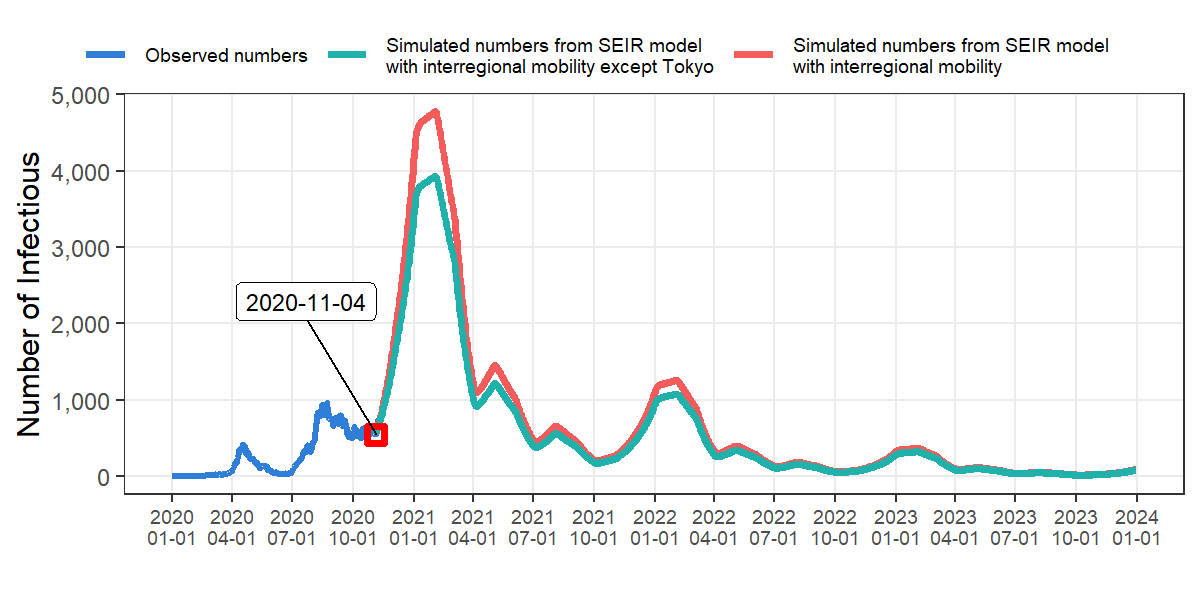 Observed numbers
Simulated numbers from SEIR model
with interregional mobility except Tokyo
Simulated numbers from SEIR model
with interregional mobility
Number of Infectious
5,000
4,000
3,000
2,000
1,000
0
2020-11-04
2020 2020 2020 2020 2021 2021 2021 2021 2022 2022 2022 2022 2023 2023 2023 2023 2024
01-01 04-01 07-01 10-01 01-01 04-01 07-01 10-01 01-01 04-01 07-01 10-01 01-01 04-01 07-01 10-01 01-01